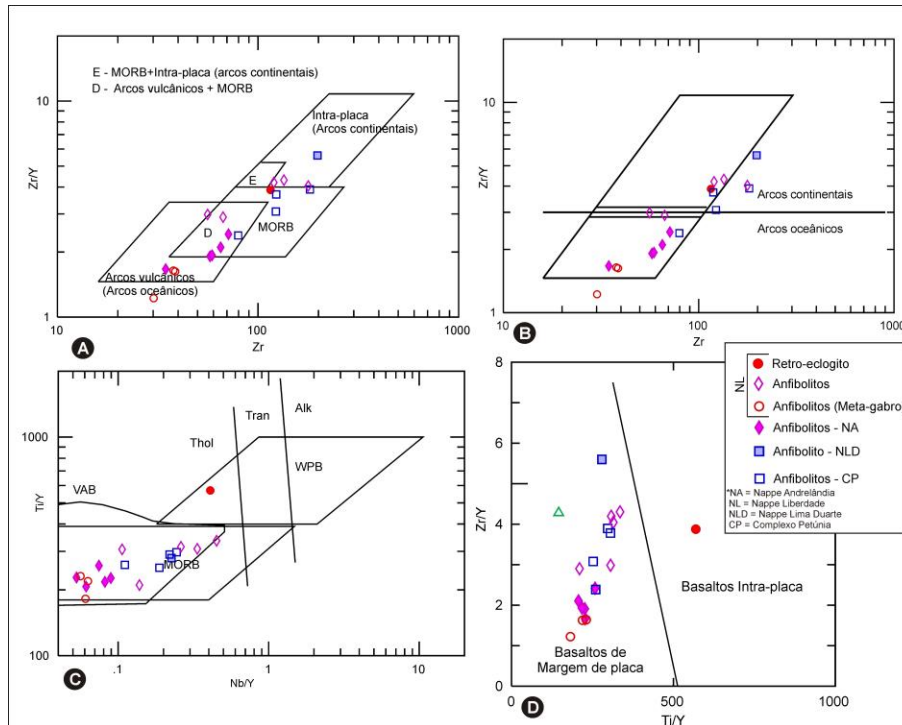 E - MORB+Intra-placa (arcos continentais)
D - Arcos vulcânicos + MORB
Intra-placa
(Arcos continentais)
E
D
MORB
Arcos vulcânicos
(Arcos oceânicos)
Zr/Y
10
1
10
100
1000
Zr
A
Zr/Y
10
1
Arcos continentais
Arcos oceânicos
10
100
1000
Zr
B
Ti/Y
1000
100
VAB
Thol
Tran
Alk
WPB
MORB
.1
1
10
Nb/Y
C
Zr/Y
8
6
4
2
0
Basaltos Intra-placa
Basaltos de
Margem de placa
0
500
1000
Ti/Y
D
NL
Retro-eclogito
Anfibolitos
Anfibolitos (Meta-gabro)
Anfibolitos - NA
Anfibolito - NLD
Anfibolitos - CP
*NA = Nappe Andrelândia
NL = Nappe Liberdade
NLD = Nappe Lima Duarte
CP = Complexo Petúnia